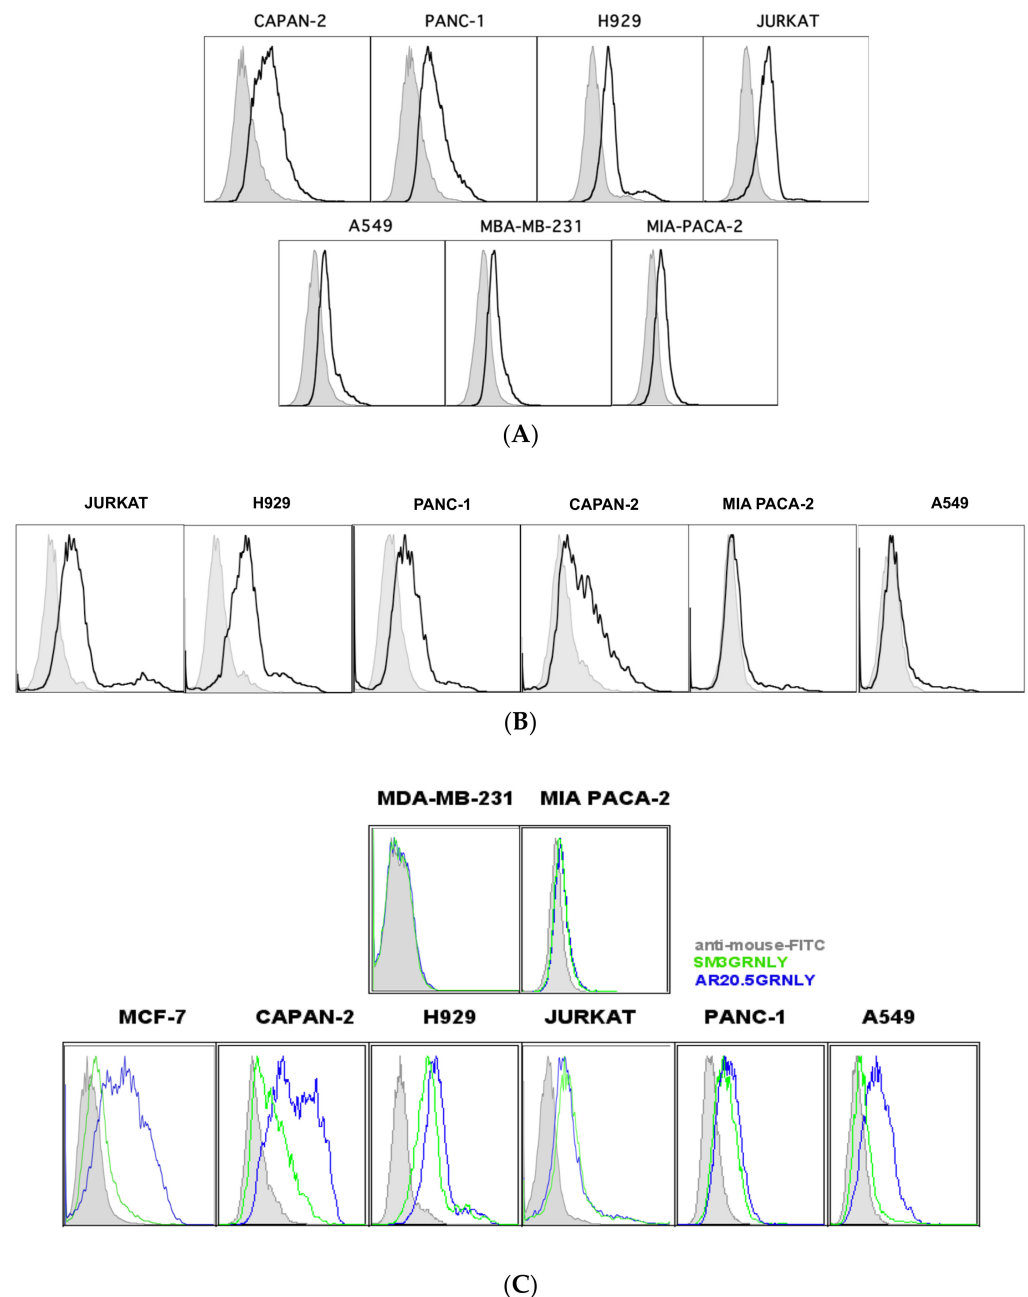 CAPAN-2 PANC-1 H929 JURKAT
A549 MBA-MB-231 MIA-PACA-2
(A)
JURKAT H929 PANC-1 CAPAN-2 MIA PACA-2 A549
(B)
MDA-MB-231 MIA PACA-2
anti-mouse-FITC
SM3GRNLY
AR20.5GRNLY
MCF-7 CAPAN-2 H929 JURKAT PANC-1 A549
(C)